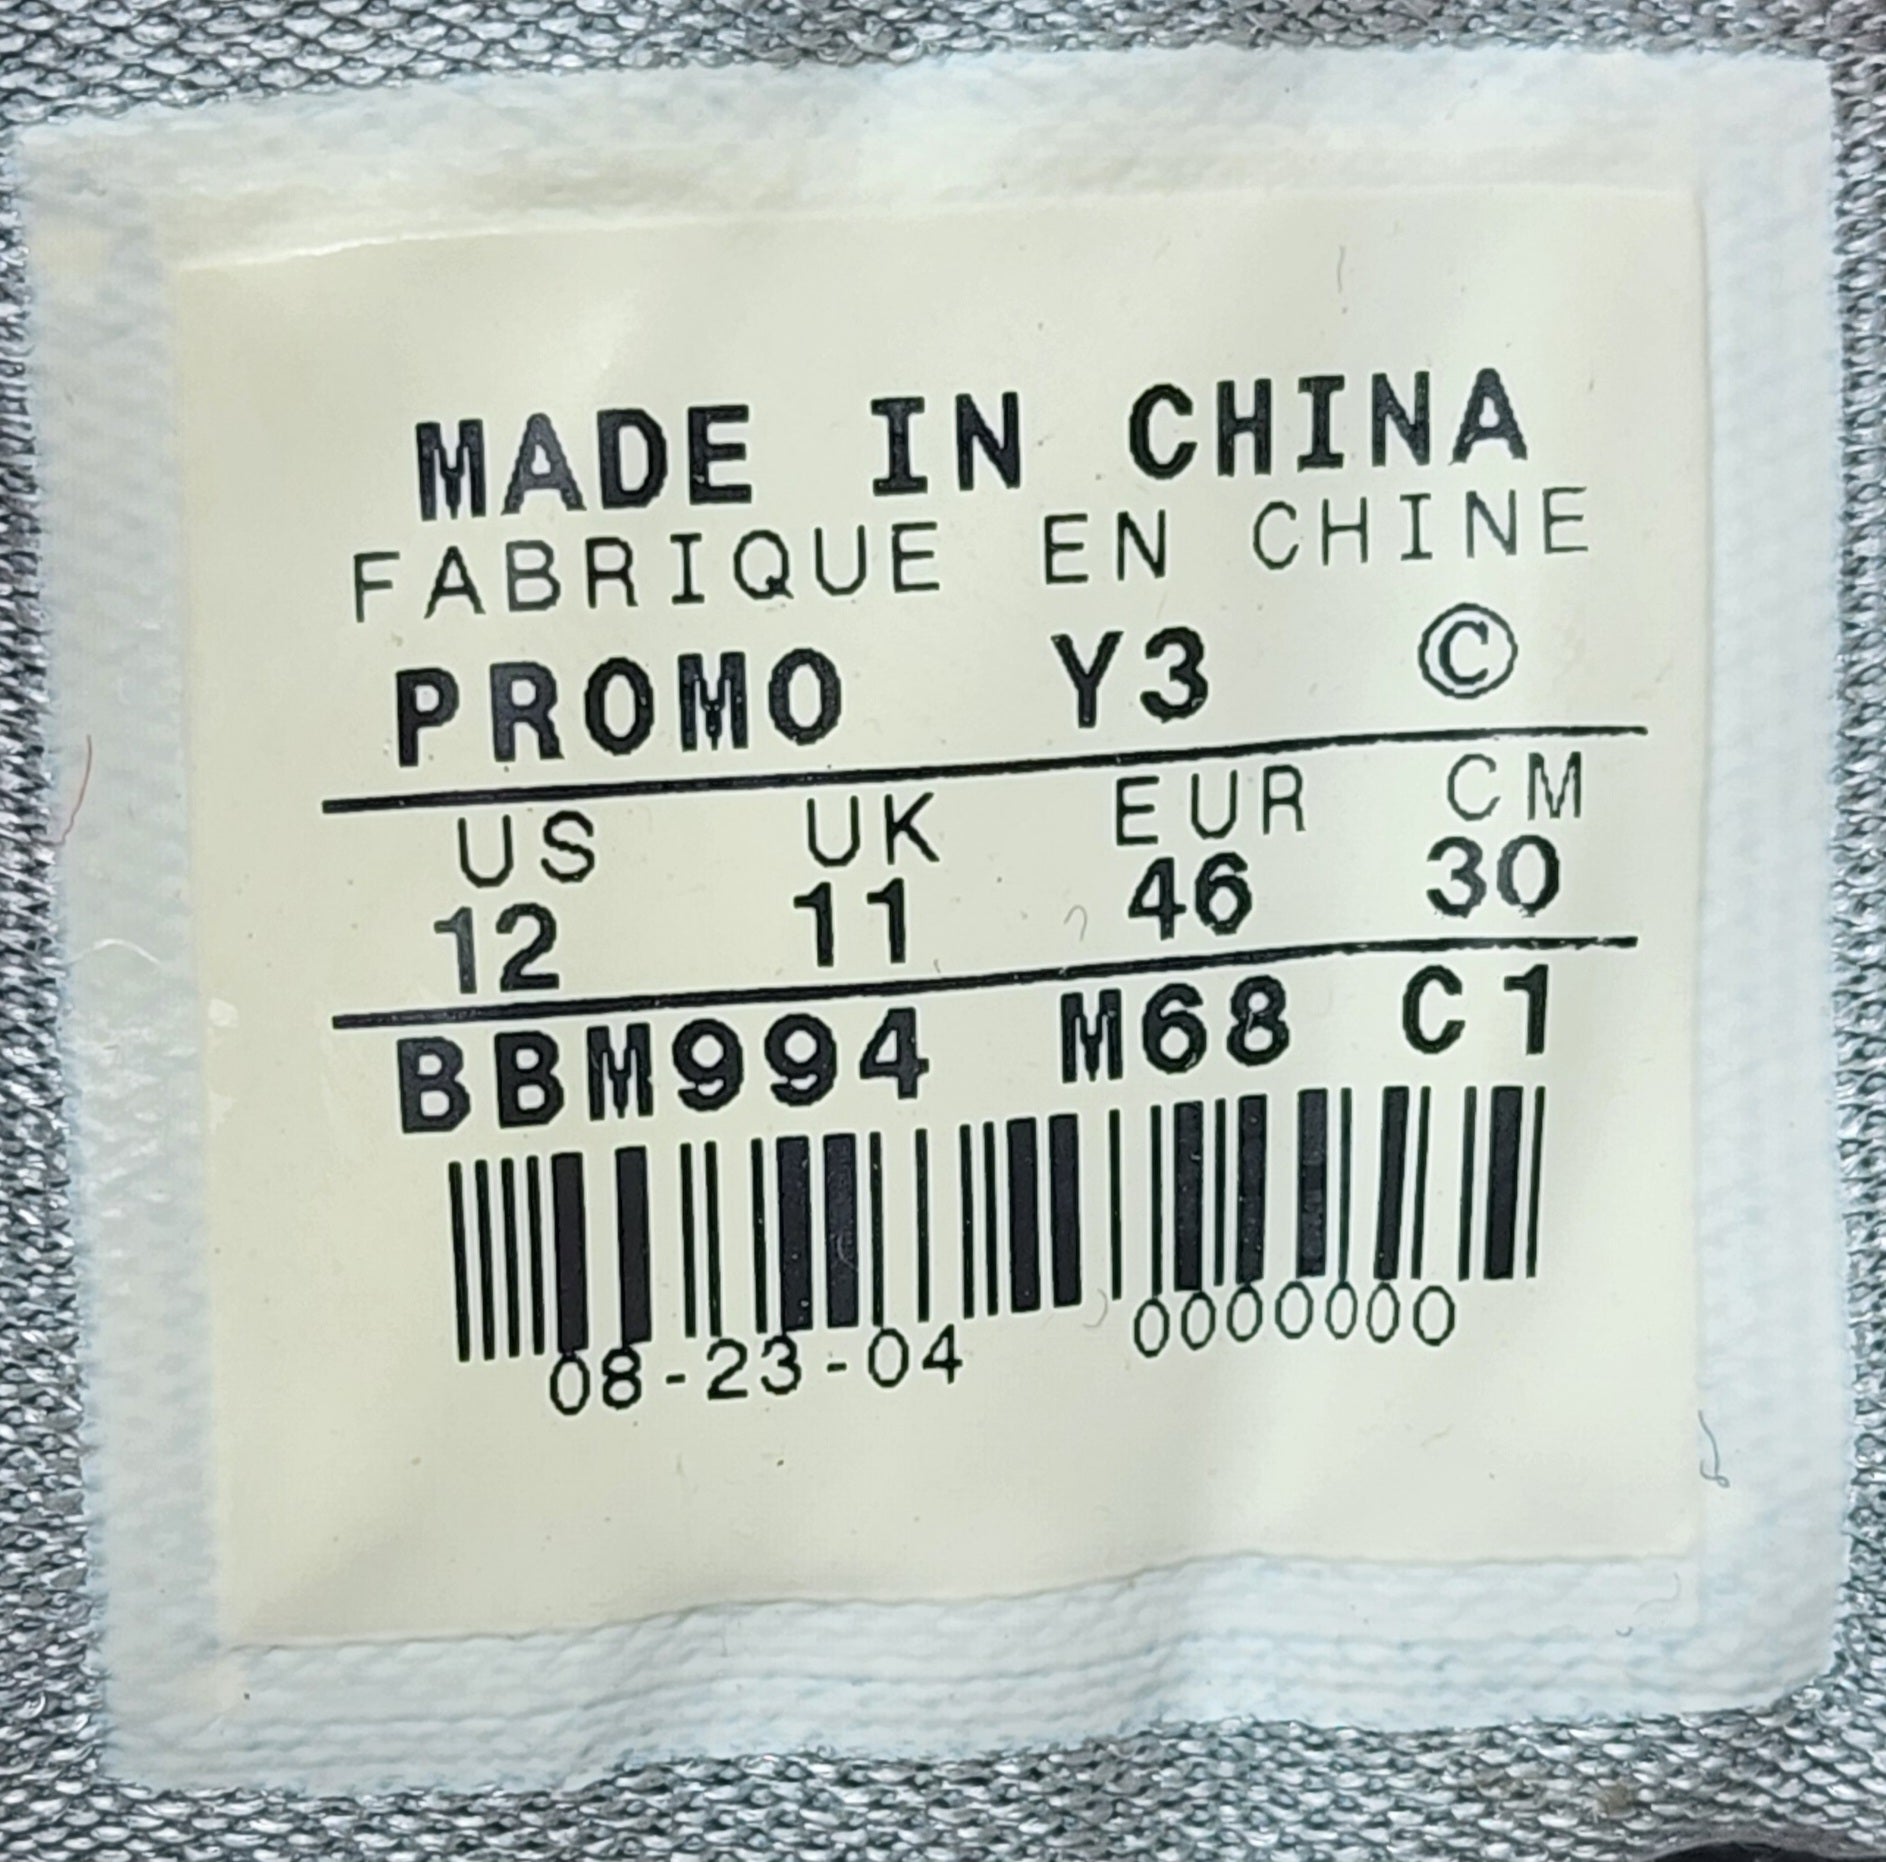 MADE IN CHINA
FABRIQUE EN CHINE
PROMO Y3 ©
US UK EUR CM
12 11 46 30
BBM994 M68 C1
08-23-04 0000000